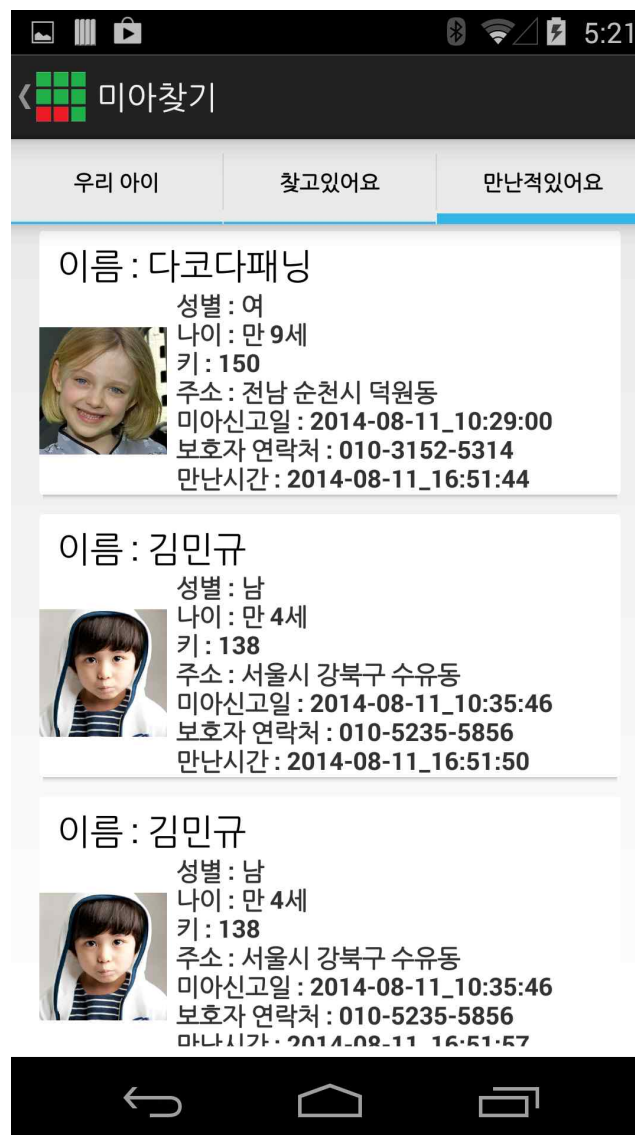 5:21
미아찾기
우리 아이 찾고있어요 만난적있어요
이름 : 다코다패닝
성별 : 여
나이 : 만 9세
키 : 150
주소 : 전남 순천시 덕원동
미아신고일 : 2014-08-11_10:29:00
보호자 연락처 : 010-3152-5314
만난시간 : 2014-08-11_16:51:44
이름 : 김민규
성별 : 남
나이 : 만 4세
키 : 138
주소 : 서울시 강북구 수유동
미아신고일 : 2014-08-11_10:35:46
보호자 연락처 : 010-5235-5856
만난시간 : 2014-08-11_16:51:50
이름 : 김민규
성별 : 남
나이 : 만 4세
키 : 138
주소 : 서울시 강북구 수유동
미아신고일 : 2014-08-11_10:35:46
보호자 연락처 : 010-5235-5856
만난시간 : 2014-08-11_16:51:57